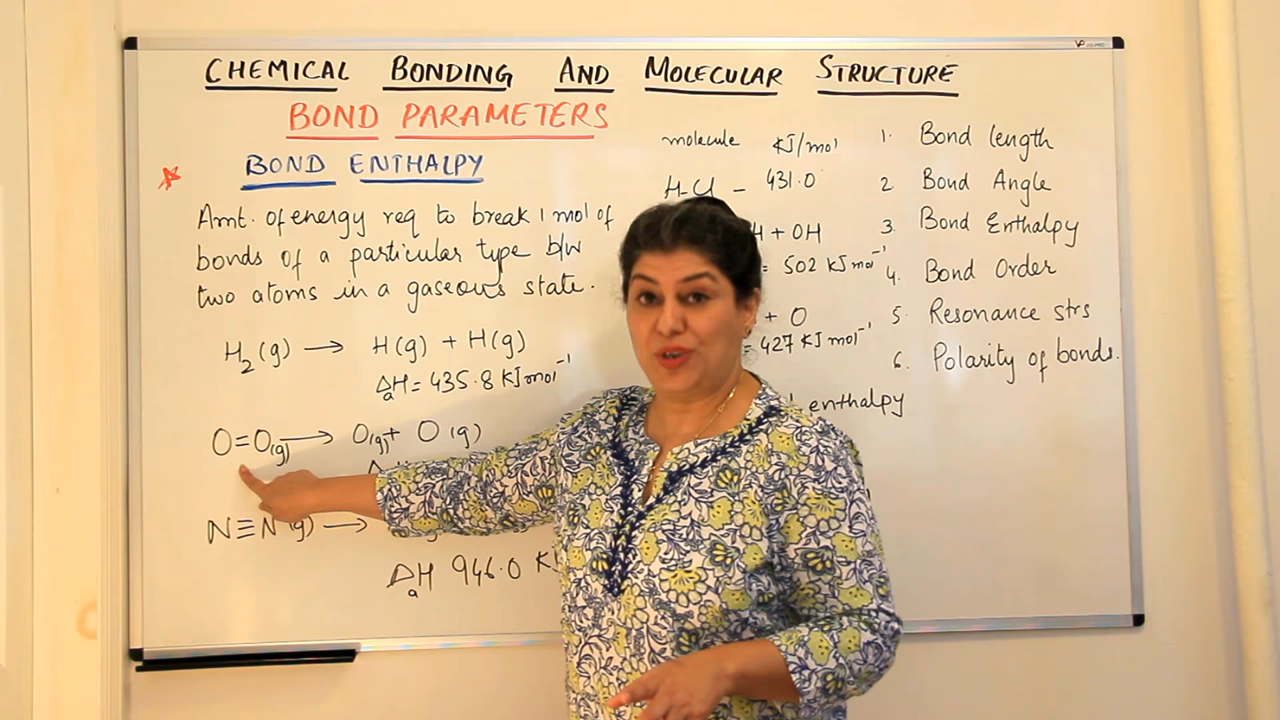 CHEMICAL BONDING AND MOLECULAR STRUCTURE
BOND PARAMETERS
BOND ENTHALPY
Amt. of energy req to break 1 mol of
bonds of a particular type b/w
two atoms in a gaseous state.
H₂(g) → H(g) + H(g)
ΔₐH = 435.8 KJ mol⁻¹
O=O(g) → O(g) + O (g)
N≡N (g) →
ΔₐH 946.0
molecule KJ/mol
H-Cl - 431.0
H + OH
= 502 KJ mol⁻¹
+ O
= 427 KJ mol⁻¹
enthalpy
1. Bond length
2 Bond Angle
3. Bond Enthalpy
4. Bond Order
5. Resonance strs
6. Polarity of bonds.